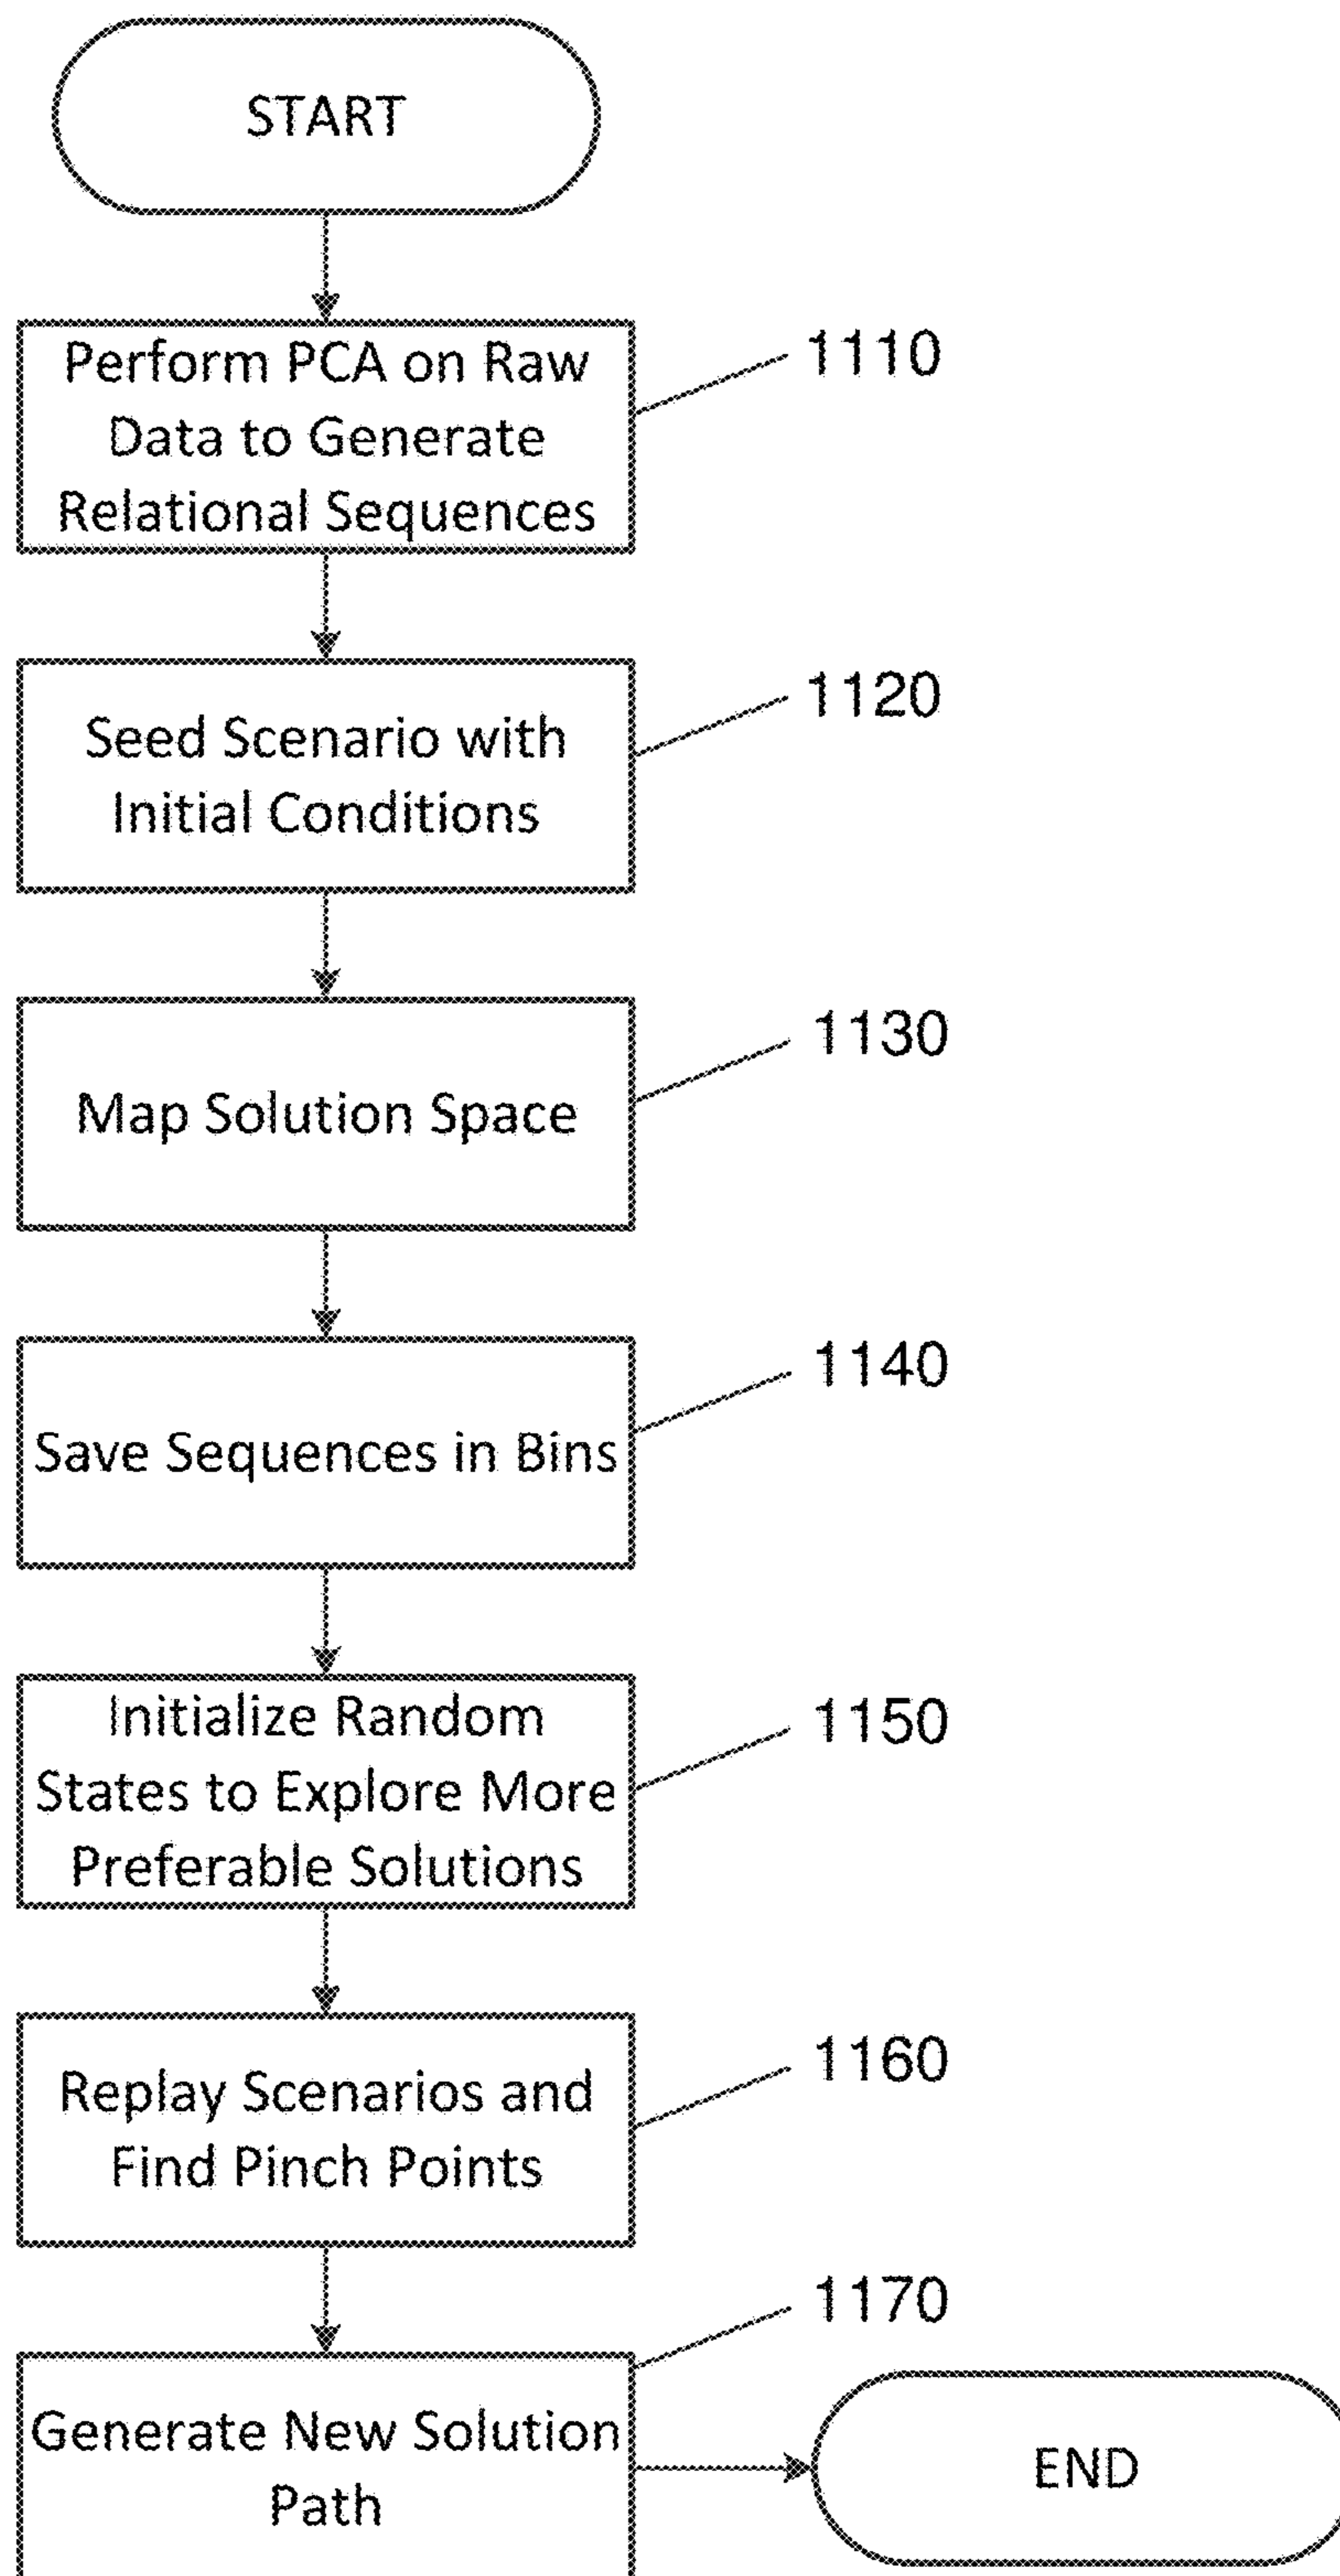 START
Perform PCA on Raw
Data to Generate
Relational Sequences
1110
Seed Scenario with
Initial Conditions
1120
Map Solution Space
1130
Save Sequences in Bins
1140
Initialize Random
States to Explore More
Preferable Solutions
1150
Replay Scenarios and
Find Pinch Points
1160
Generate New Solution
Path
1170
END